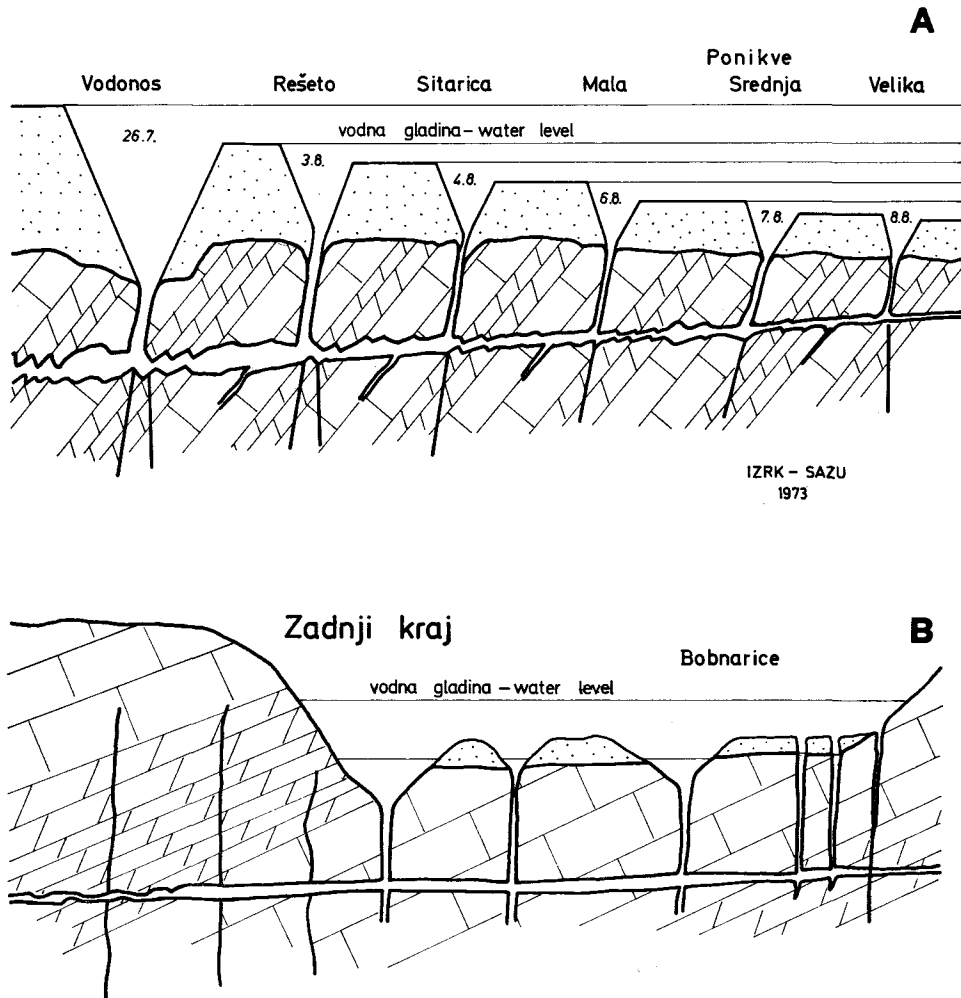 A
Ponikve
Vodonos Rešeto Sitarica Mala Srednja Velika
vodna gladina – water level
26.7.
3.8.
4.8.
6.8.
7.8.
8.8.
IZRK – SAZU
1973
Zadnji kraj
B
Bobnarice
vodna gladina – water level